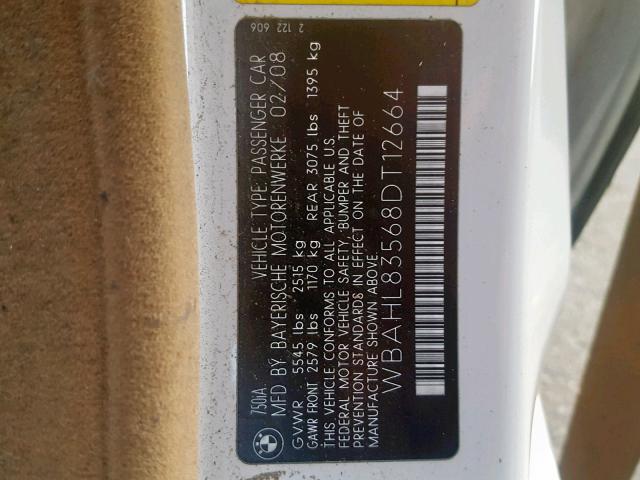 2 122 606
750iA VEHICLE TYPE: PASSENGER CAR
MFD BY BAYERISCHE MOTORENWERKE 02/08
GVWR 5545 lbs 2515 kg
GAWR FRONT 2579 lbs 1170 kg REAR 3075 lbs 1395 kg
THIS VEHICLE CONFORMS TO ALL APPLICABLE U.S.
FEDERAL MOTOR VEHICLE SAFETY, BUMPER AND THEFT
PREVENTION STANDARDS IN EFFECT ON THE DATE OF
MANUFACTURE SHOWN ABOVE.
WBAHL83568DT12664